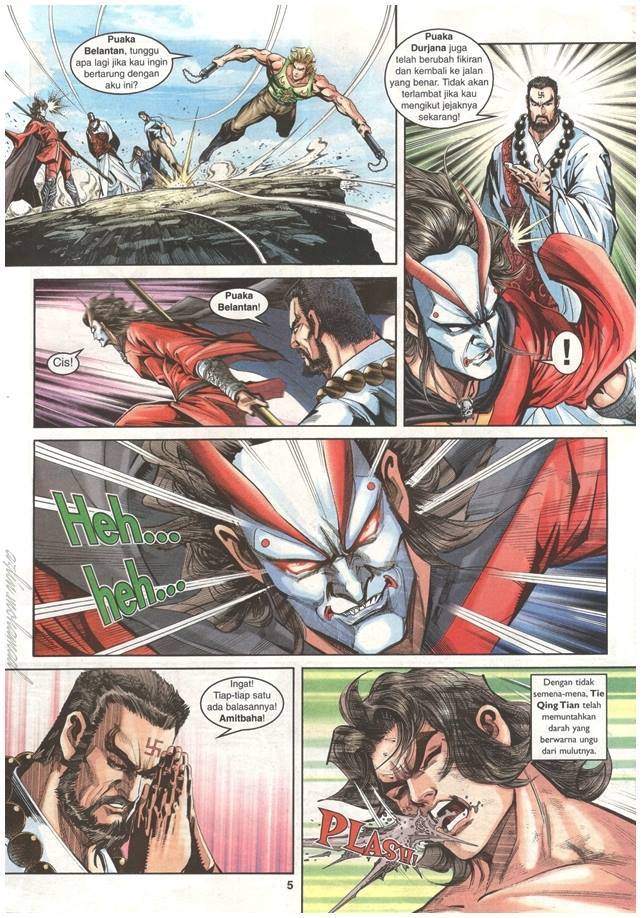 Puaka
Belantan, tunggu
apa lagi jika kau ingin
bertarung dengan
aku ini?
Puaka
Durjana juga
telah berubah fikiran
dan kembali ke jalan
yang benar. Tidak akan
terlambat jika kau
mengikut jejaknya
sekarang!
!
Puaka
Belantan!
Cis!
Heh...
heh...
Ingat!
Tiap-tiap satu
ada balasannya!
Amitbaha!
Dengan tidak
semena-mena, Tie
Qing Tian telah
memuntahkan
darah yang
berwarna ungu
dari mulutnya.
PLASH!
5